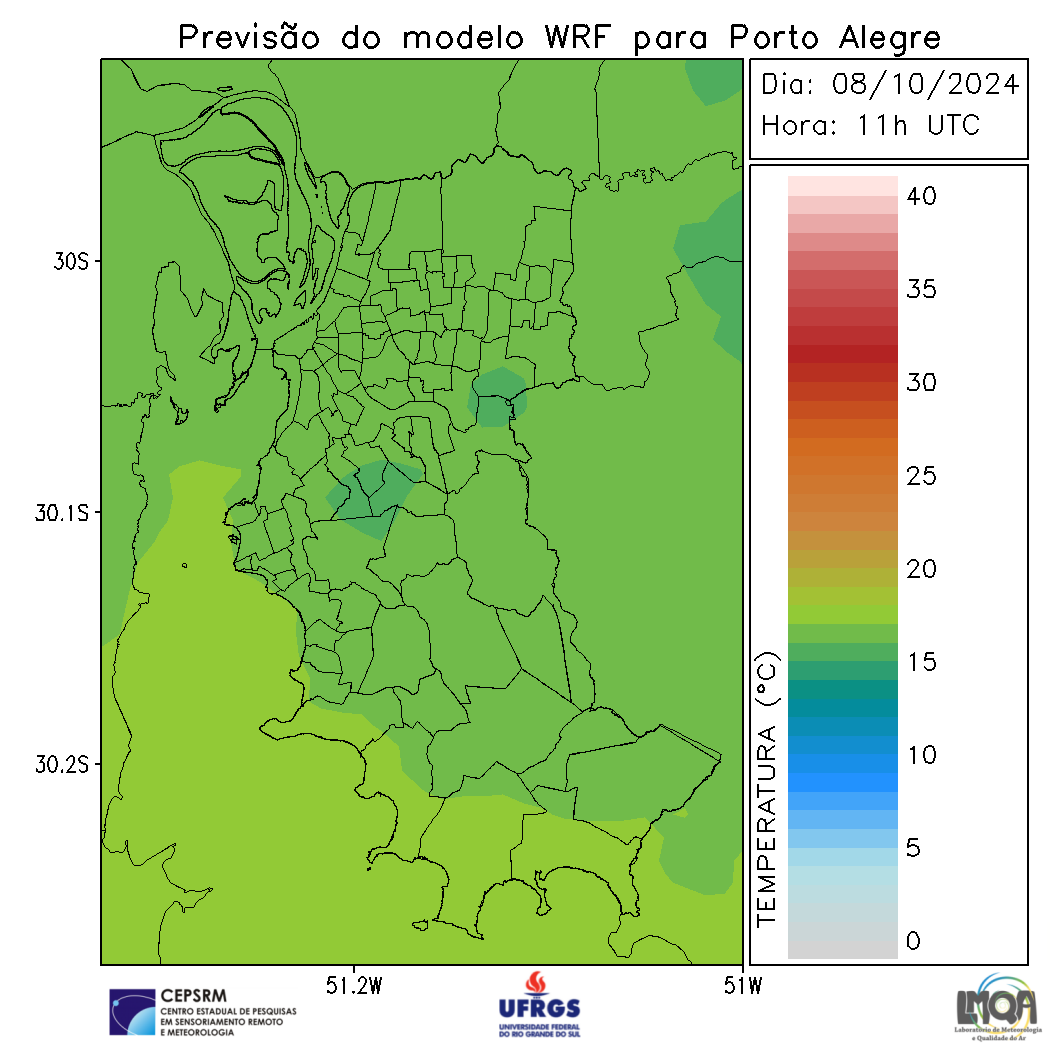 Previsão do modelo WRF para Porto Alegre
Dia: 08/10/2024
Hora: 11h UTC
30S
30.1S
30.2S
51.2W
51W
TEMPERATURA (°C)
40
35
30
25
20
15
10
5
0
CEPSRM
CENTRO ESTADUAL DE PESQUISAS
EM SENSORIAMENTO REMOTO
E METEOROLOGIA
UFRGS
UNIVERSIDADE FEDERAL
DO RIO GRANDE DO SUL
LMQA
Laboratório de Meteorologia
e Qualidade do Ar